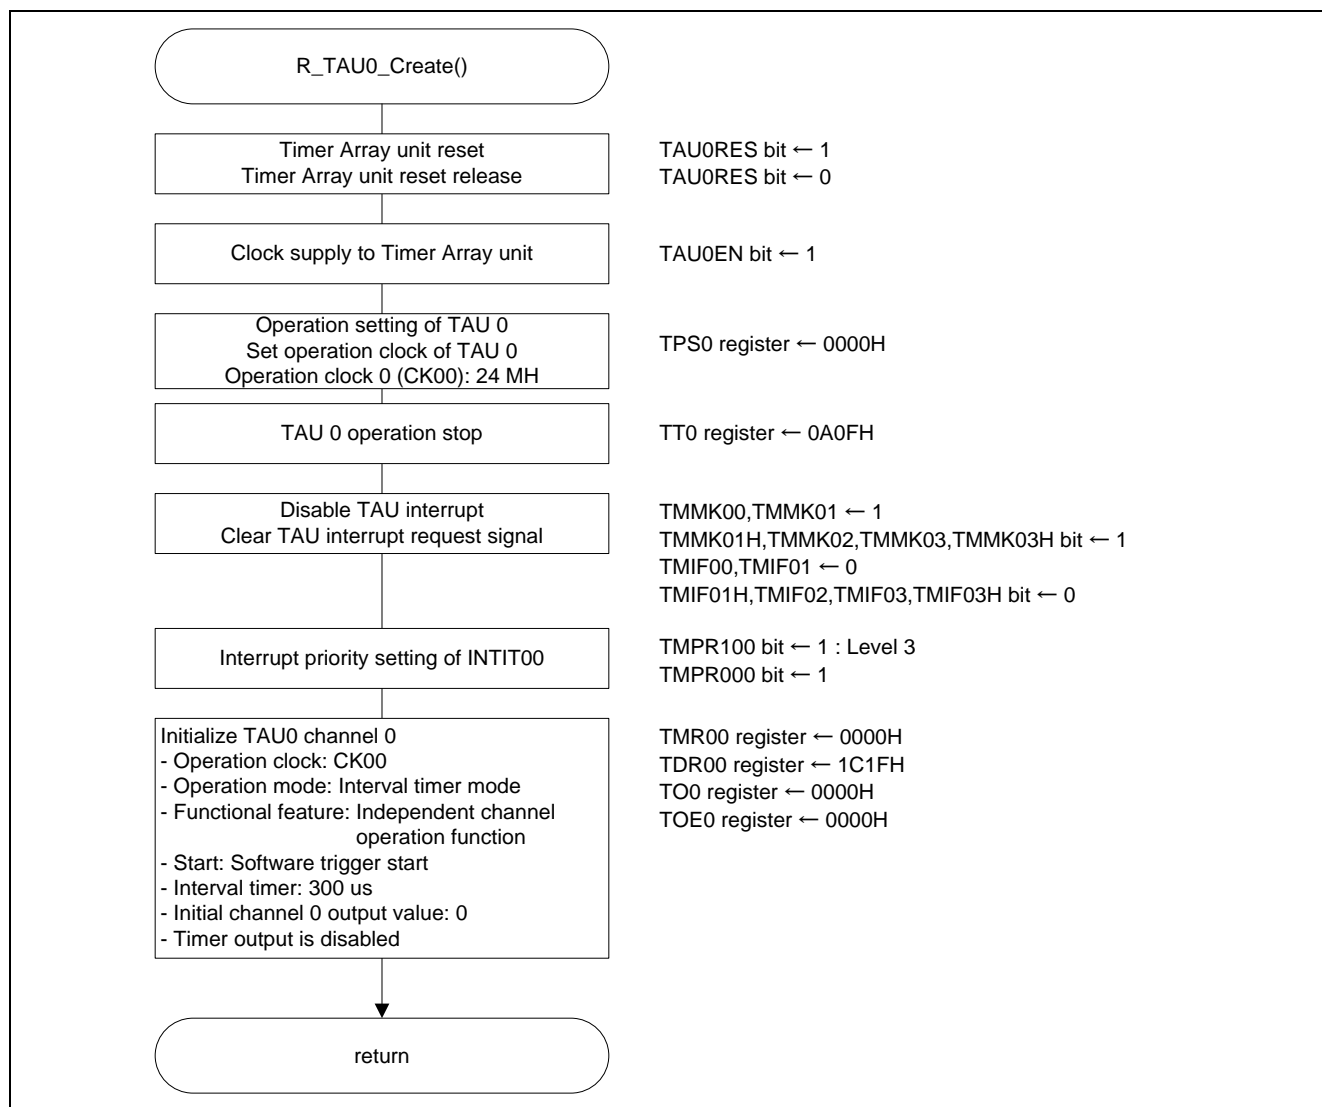 R_TAU0_Create()
Timer Array unit reset
Timer Array unit reset release
TAU0RES bit ← 1
TAU0RES bit ← 0
Clock supply to Timer Array unit
TAU0EN bit ← 1
Operation setting of TAU 0
Set operation clock of TAU 0
Operation clock 0 (CK00): 24 MH
TPS0 register ← 0000H
TAU 0 operation stop
TT0 register ← 0A0FH
Disable TAU interrupt
Clear TAU interrupt request signal
TMMK00,TMMK01 ← 1
TMMK01H,TMMK02,TMMK03,TMMK03H bit ← 1
TMIF00,TMIF01 ← 0
TMIF01H,TMIF02,TMIF03,TMIF03H bit ← 0
Interrupt priority setting of INTIT00
TMPR100 bit ← 1 : Level 3
TMPR000 bit ← 1
Initialize TAU0 channel 0
- Operation clock: CK00
- Operation mode: Interval timer mode
- Functional feature: Independent channel
operation function
- Start: Software trigger start
- Interval timer: 300 us
- Initial channel 0 output value: 0
- Timer output is disabled
TMR00 register ← 0000H
TDR00 register ← 1C1FH
TO0 register ← 0000H
TOE0 register ← 0000H
return